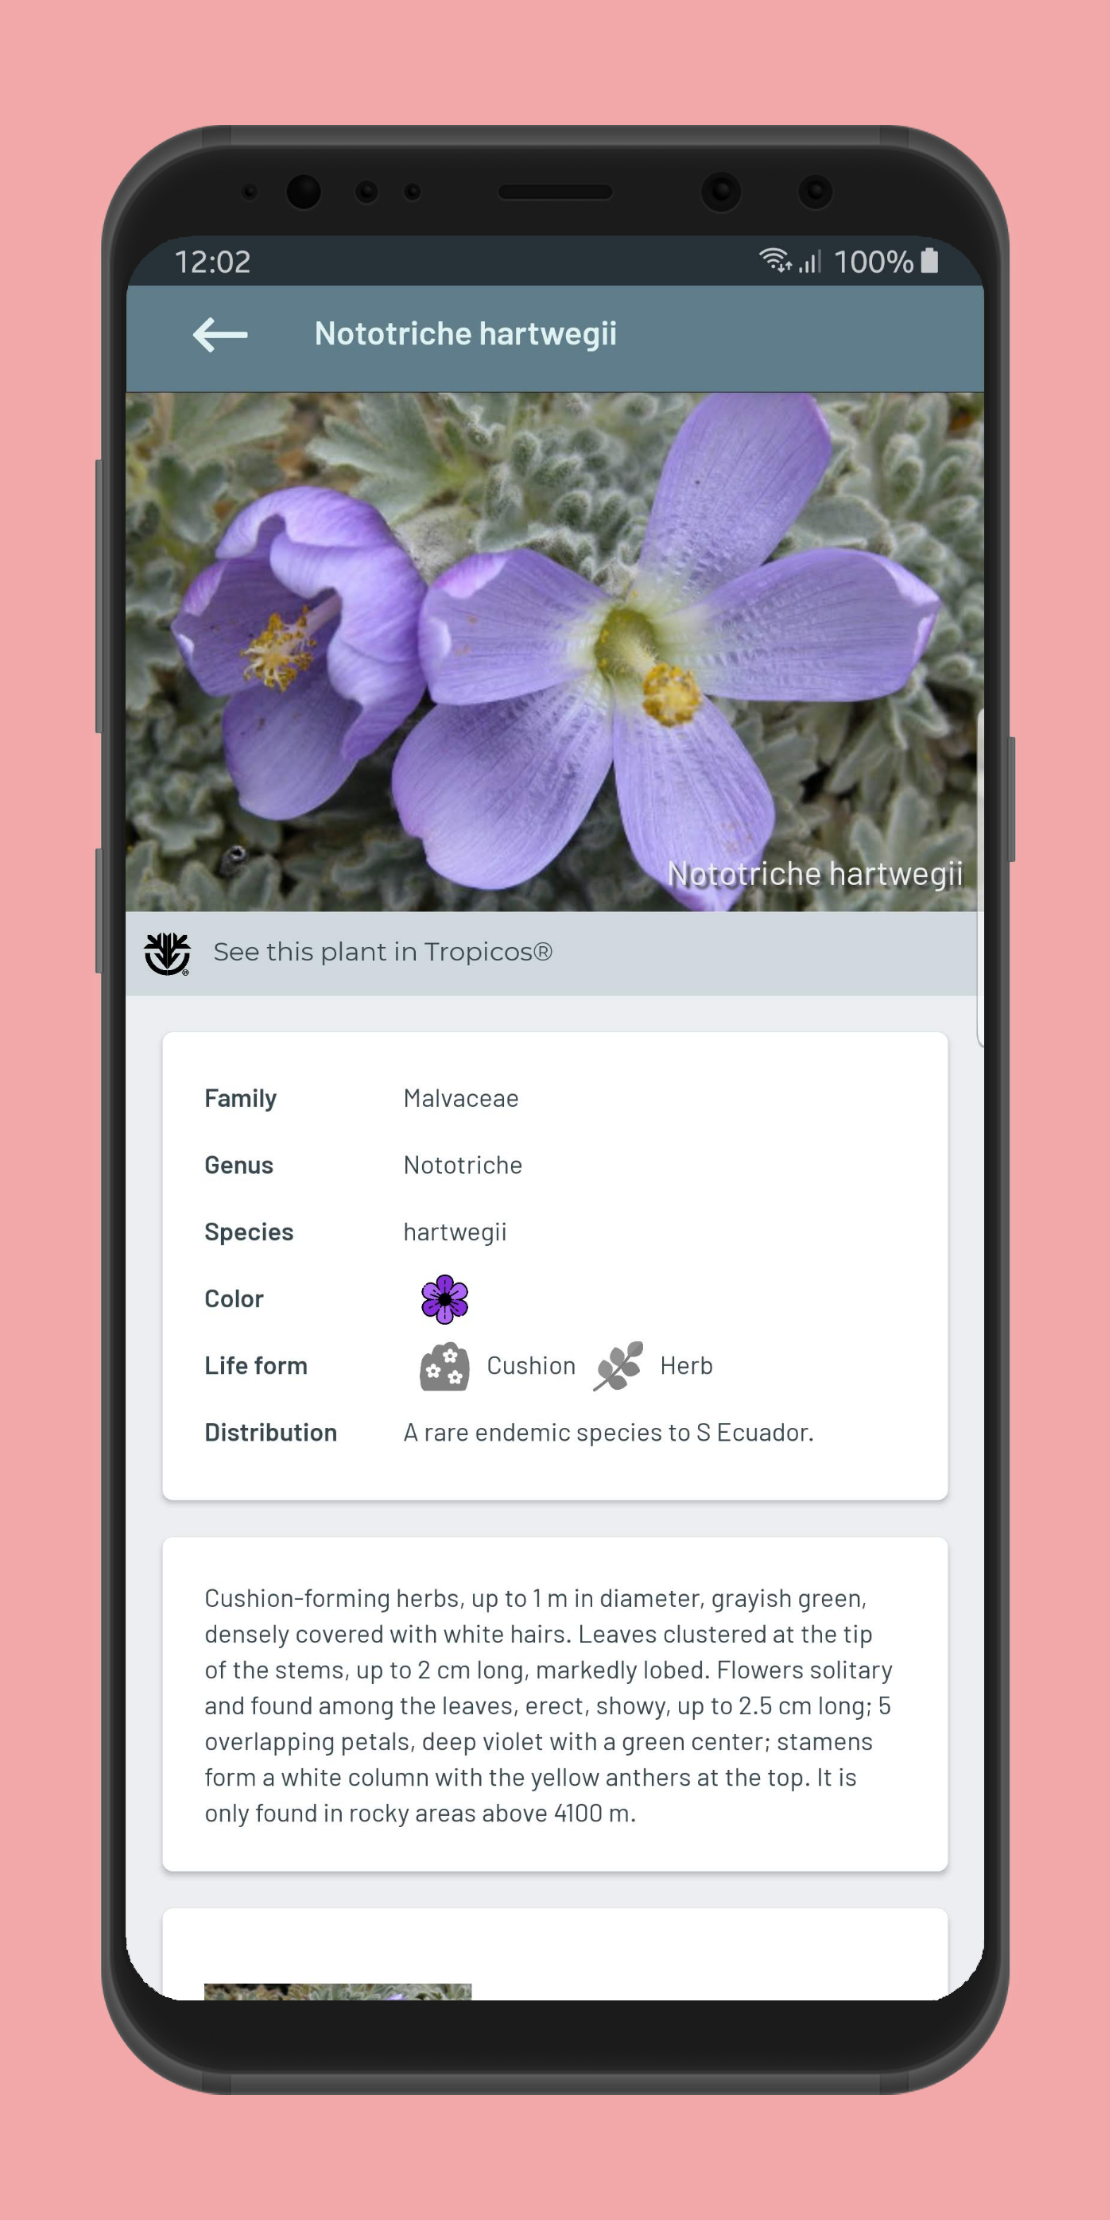 12:02
100%
Nototriche hartwegii
Nototriche hartwegii
See this plant in Tropicos®
Family Malvaceae
Genus Nototriche
Species hartwegii
Color
Life form Cushion Herb
Distribution A rare endemic species to S Ecuador.
Cushion-forming herbs, up to 1 m in diameter, grayish green,
densely covered with white hairs. Leaves clustered at the tip
of the stems, up to 2 cm long, markedly lobed. Flowers solitary
and found among the leaves, erect, showy, up to 2.5 cm long; 5
overlapping petals, deep violet with a green center; stamens
form a white column with the yellow anthers at the top. It is
only found in rocky areas above 4100 m.